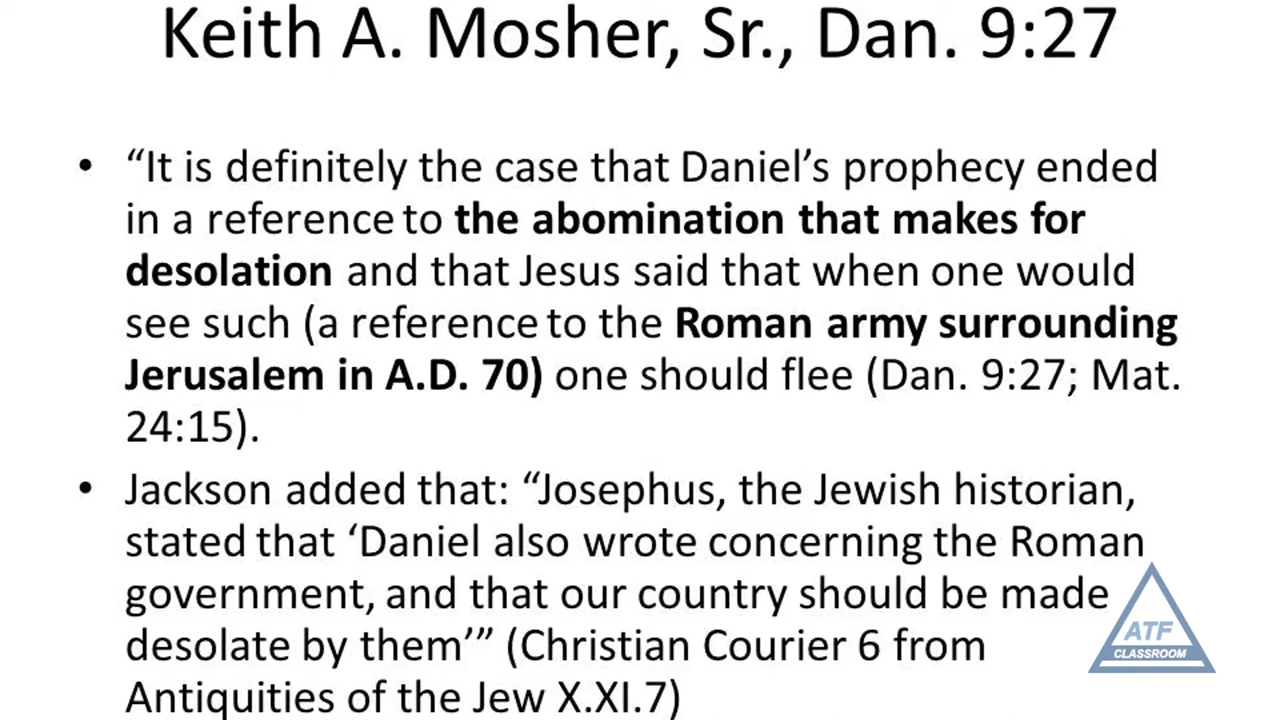 Keith A. Mosher, Sr., Dan. 9:27
• “It is definitely the case that Daniel’s prophecy ended
in a reference to the abomination that makes for
desolation and that Jesus said that when one would
see such (a reference to the Roman army surrounding
Jerusalem in A.D. 70) one should flee (Dan. 9:27; Mat.
24:15).
• Jackson added that: “Josephus, the Jewish historian,
stated that ‘Daniel also wrote concerning the Roman
government, and that our country should be made
desolate by them’” (Christian Courier 6 from
Antiquities of the Jew X.XI.7)
ATF
CLASSROOM